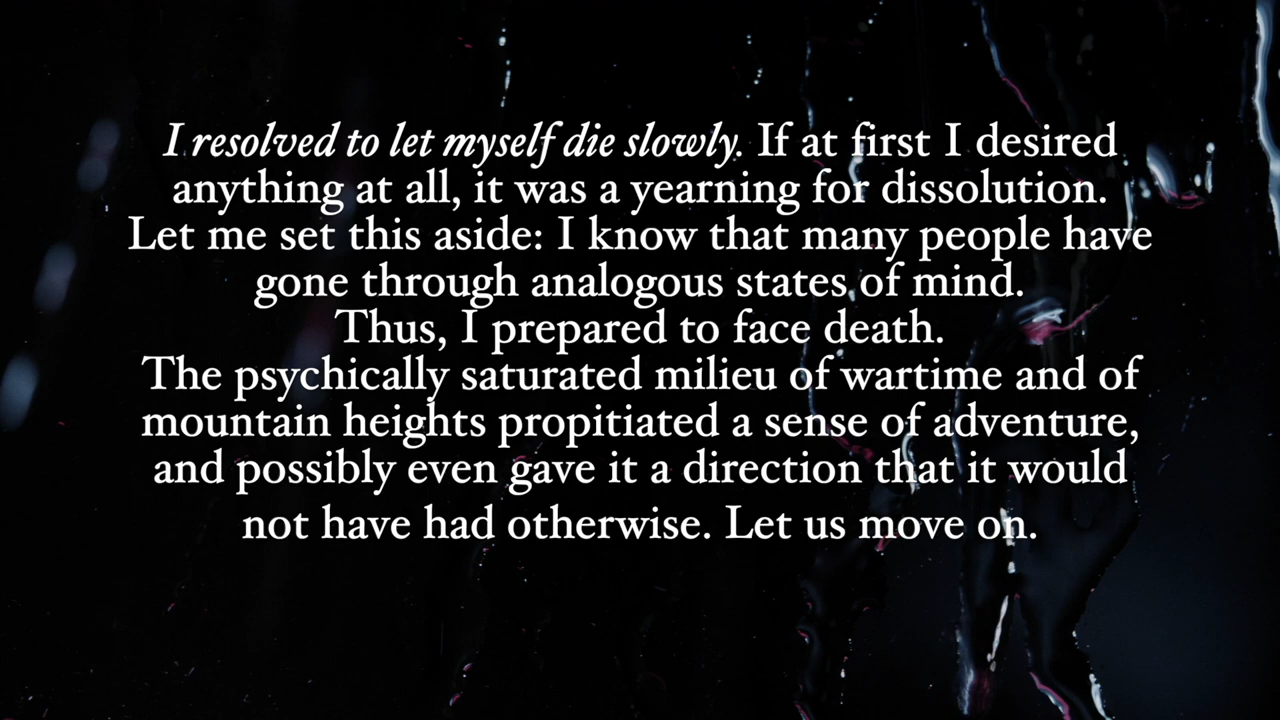 I resolved to let myself die slowly. If at first I desired
anything at all, it was a yearning for dissolution.
Let me set this aside: I know that many people have
gone through analogous states of mind.
Thus, I prepared to face death.
The psychically saturated milieu of wartime and of
mountain heights propitiated a sense of adventure,
and possibly even gave it a direction that it would
not have had otherwise. Let us move on.